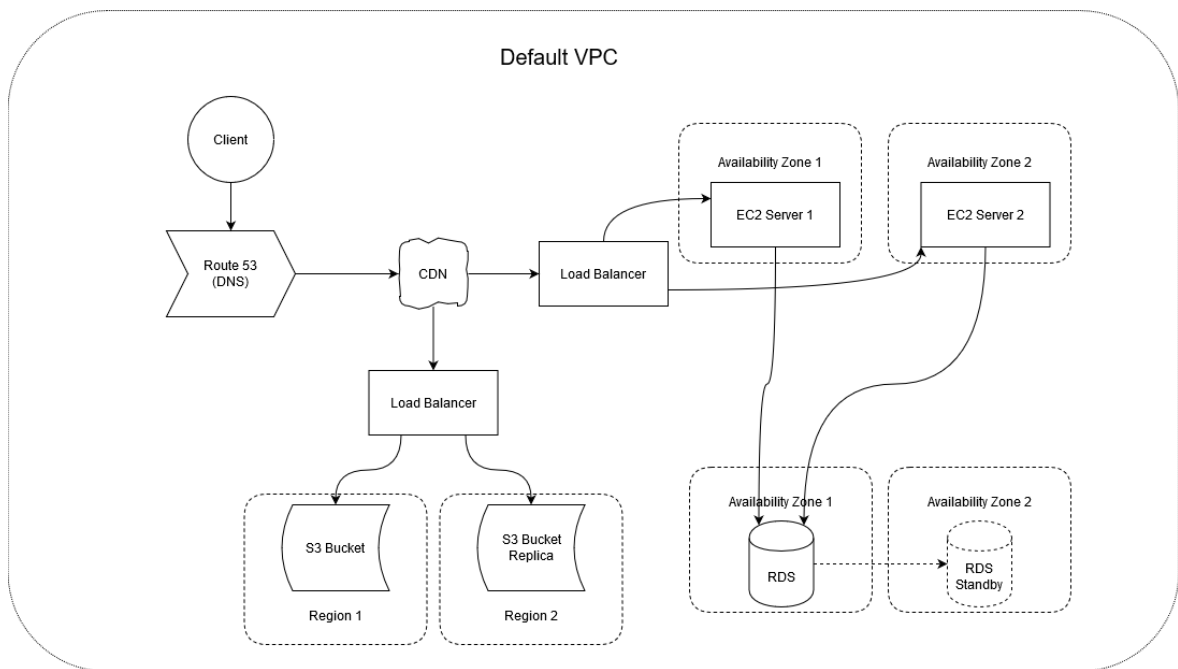 Default VPC
Client
Availability Zone 1
Availability Zone 2
EC2 Server 1
EC2 Server 2
Route 53
(DNS)
CDN
Load Balancer
Load Balancer
Availability Zone 1
Availability Zone 2
S3 Bucket
S3 Bucket
Replica
RDS
RDS
Standby
Region 1
Region 2